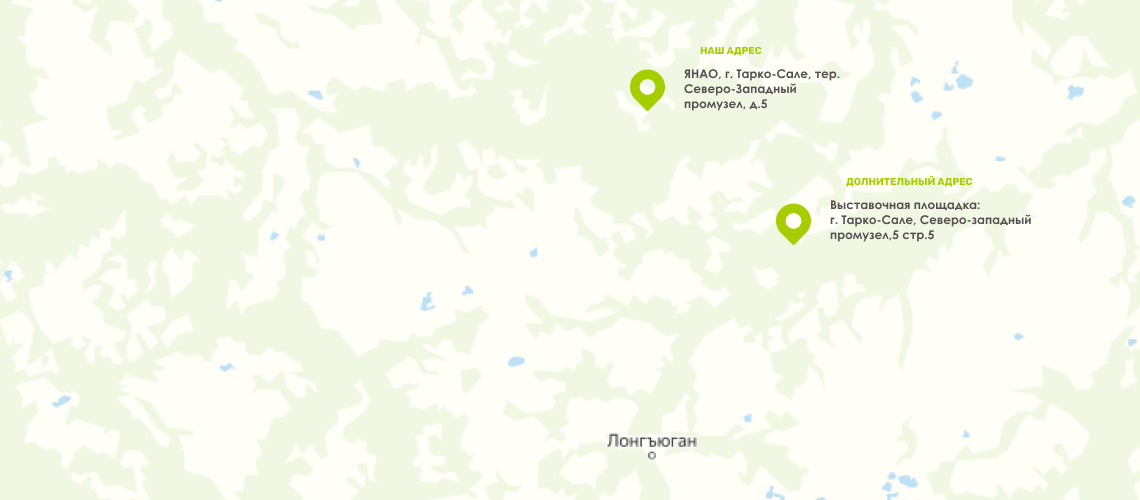 НАШ АДРЕС
ЯНАО, г. Тарко-Сале, тер.
Северо-Западный
промузел, д.5
ДОЛНИТЕЛЬНЫЙ АДРЕС
Выставочная площадка:
г. Тарко-Сале, Северо-западный
промузел,5 стр.5
Лонгъюган